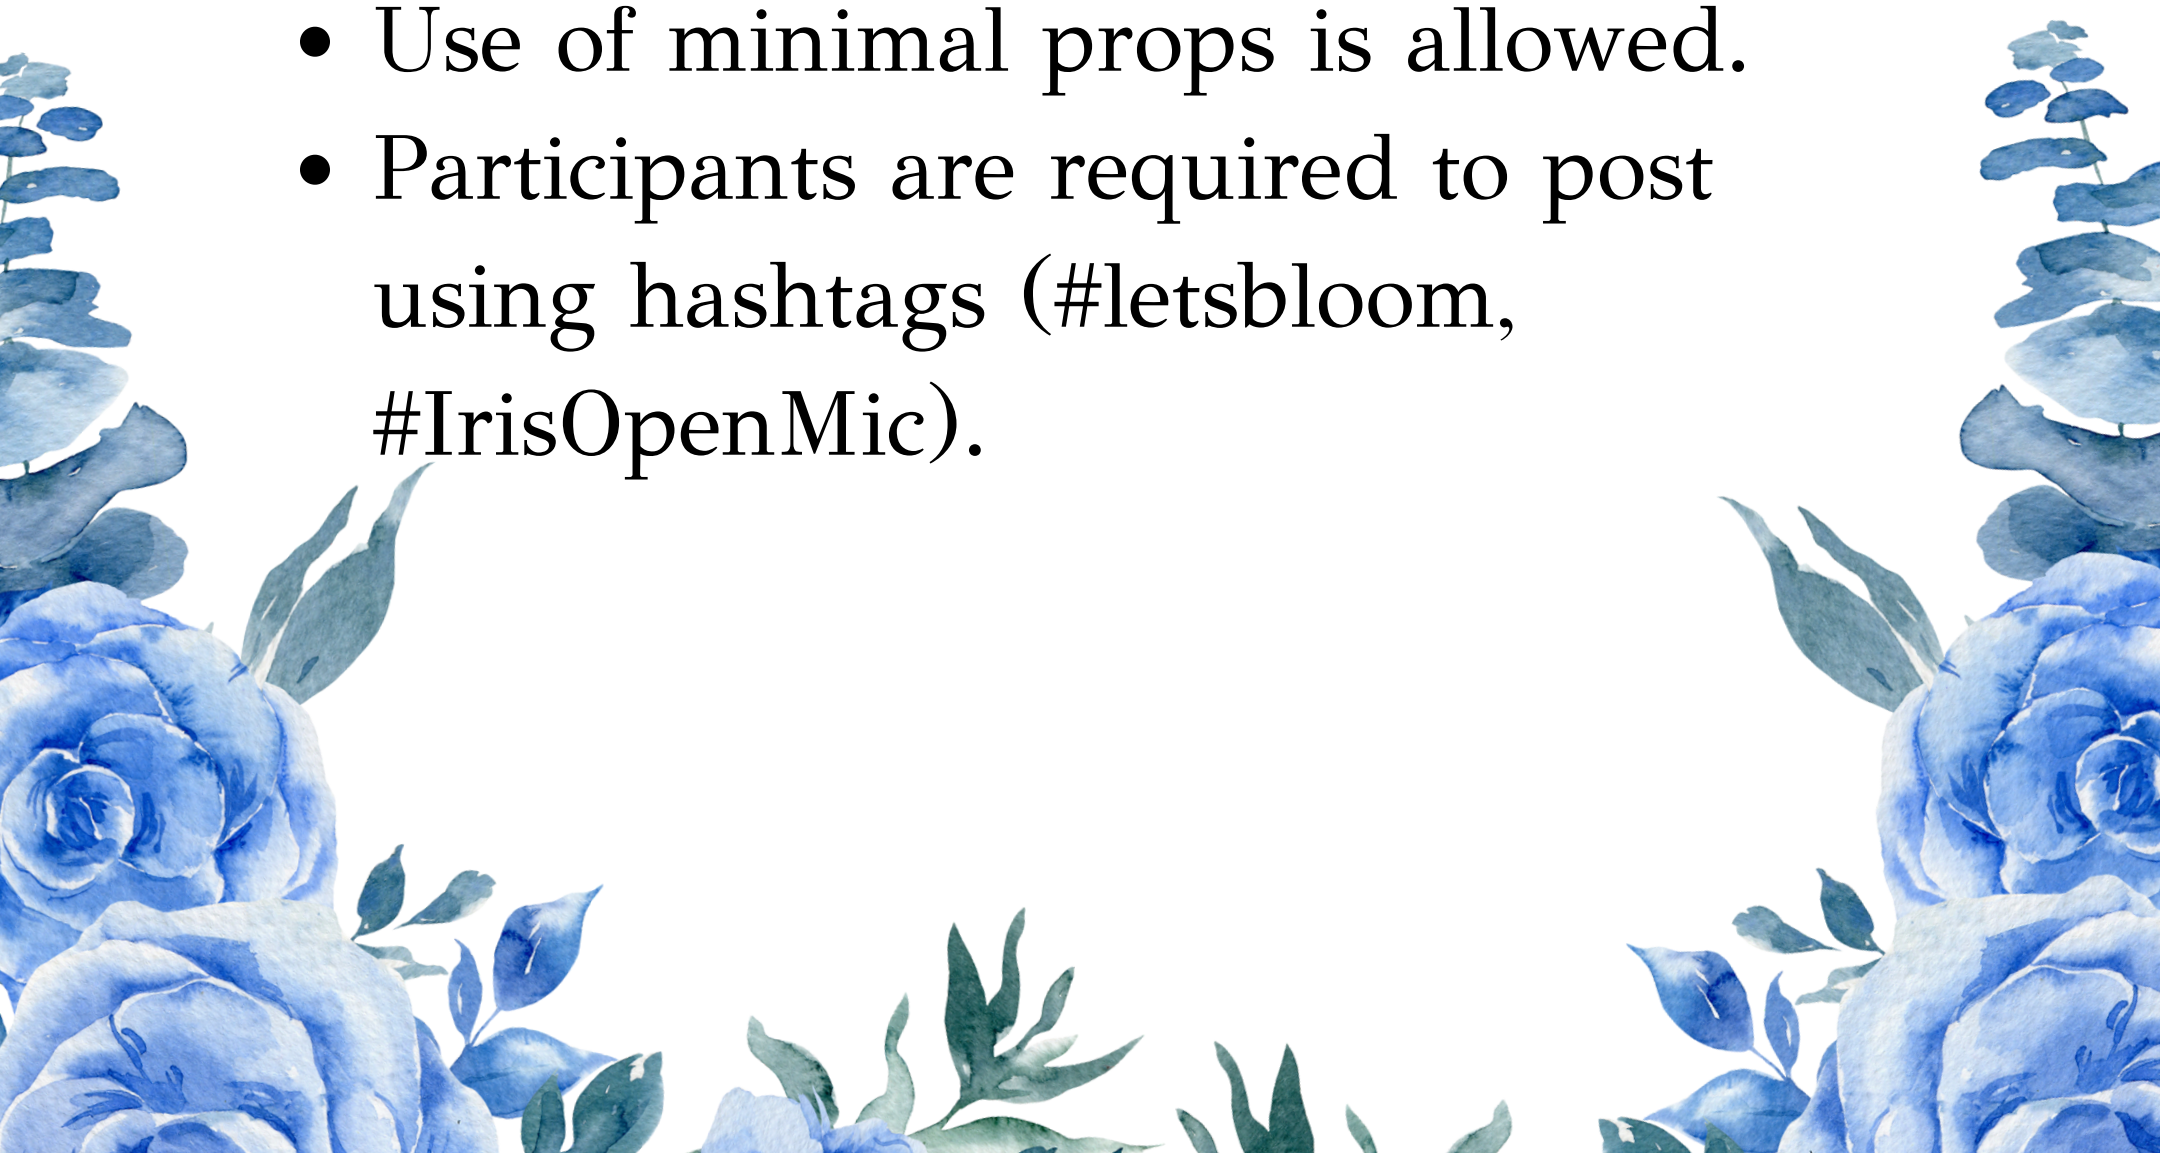 • Use of minimal props is allowed.
• Participants are required to post
using hashtags (#letsbloom,
#IrisOpenMic).